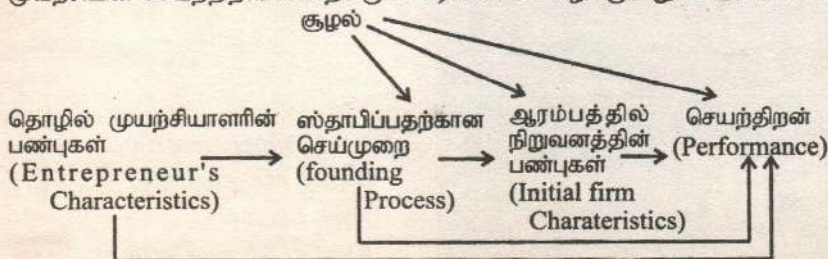 சூழல்
தொழில் முயற்சியாளரின்
பண்புகள்
(Entrepreneur's
Characteristics)
ஸ்தாபிப்பதற்கான
செய்முறை
(founding
Process)
ஆரம்பத்தில்
நிறுவனத்தின்
பண்புகள்
(Initial firm
Charateristics)
செயற்திறன்
(Performance)